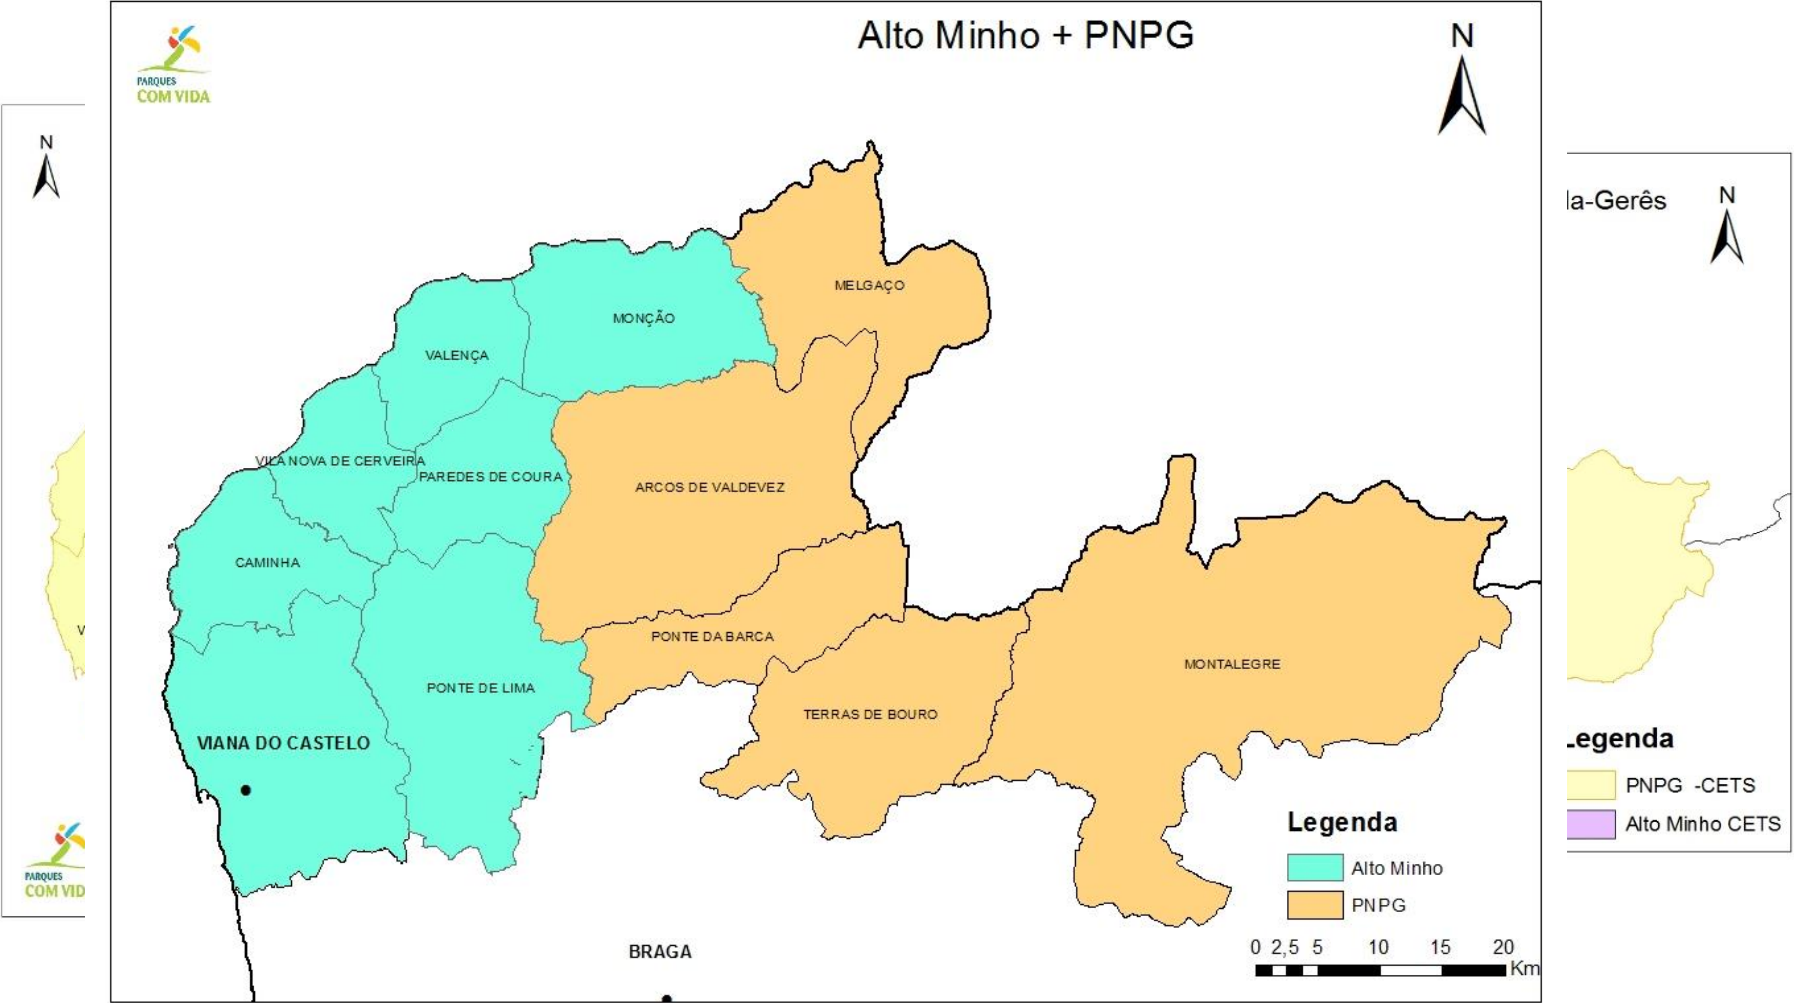 Alto Minho + PNPG
N
PARQUES
COM VIDA
N
la-Gerês
N
MELGAÇO
MONÇÃO
VALENÇA
VILA NOVA DE CERVEIRA
PAREDES DE COURA
ARCOS DE VALDEVEZ
CAMINHA
V
PONTE DA BARCA
MONTALEGRE
PONTE DE LIMA
TERRAS DE BOURO
VIANA DO CASTELO
Legenda
PNPG -CETS
Alto Minho CETS
Legenda
Alto Minho
PNPG
PARQUES
COM VID
BRAGA
0 2,5 5 10 15 20
Km